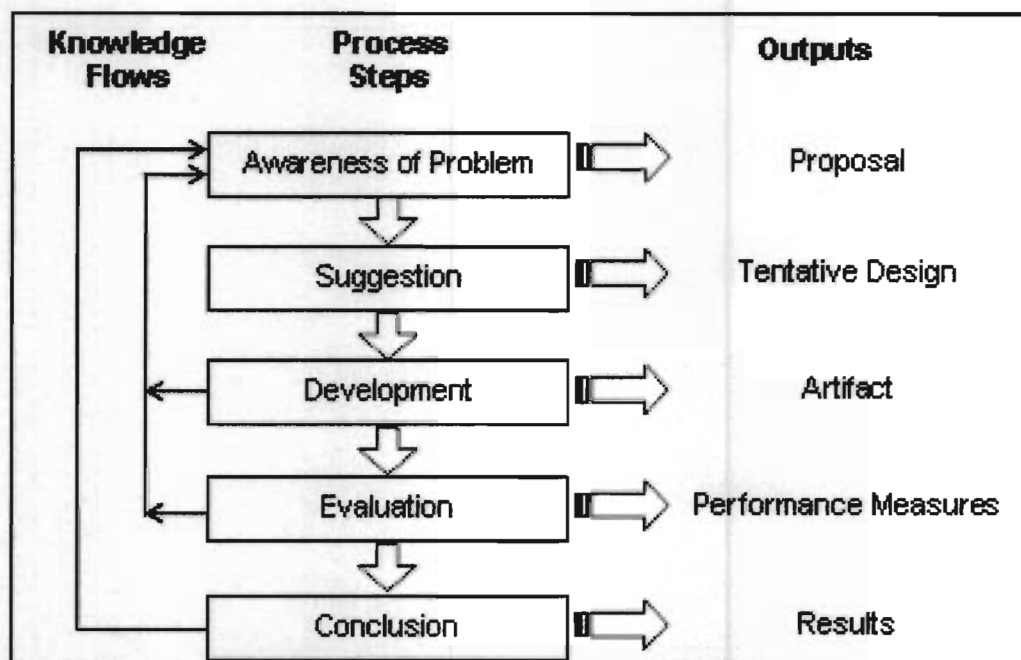 Knowledge Flows
Process Steps
Outputs
Awareness of Problem
Proposal
Suggestion
Tentative Design
Development
Artifact
Evaluation
Performance Measures
Conclusion
Results